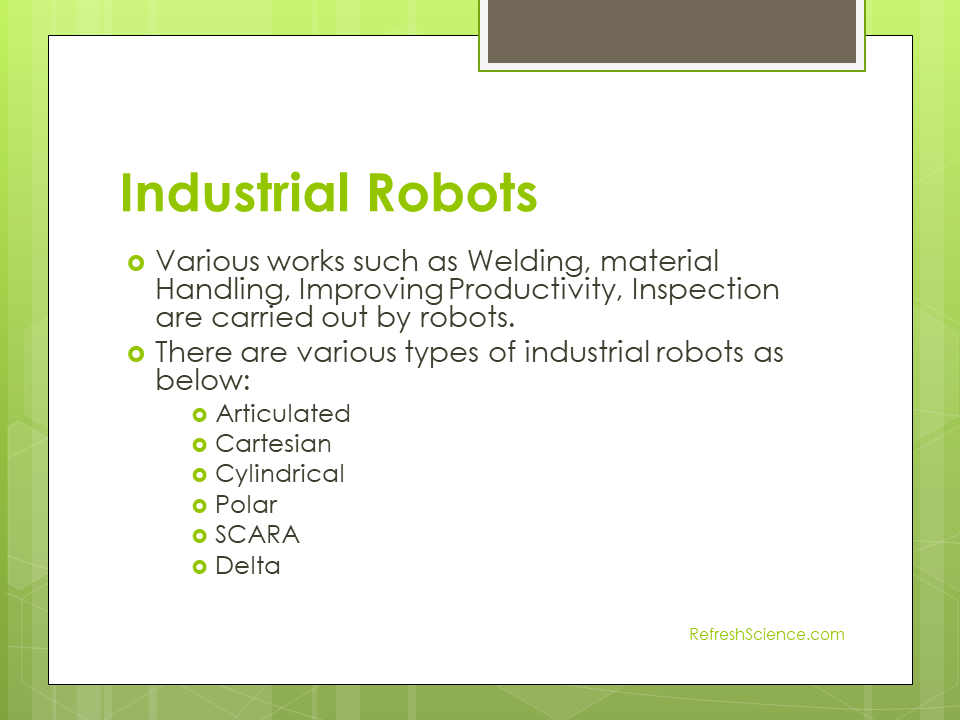 Industrial Robots
Various works such as Welding, material
Handling, Improving Productivity, Inspection
are carried out by robots.
There are various types of industrial robots as
below:
Articulated
Cartesian
Cylindrical
Polar
SCARA
Delta
RefreshScience.com